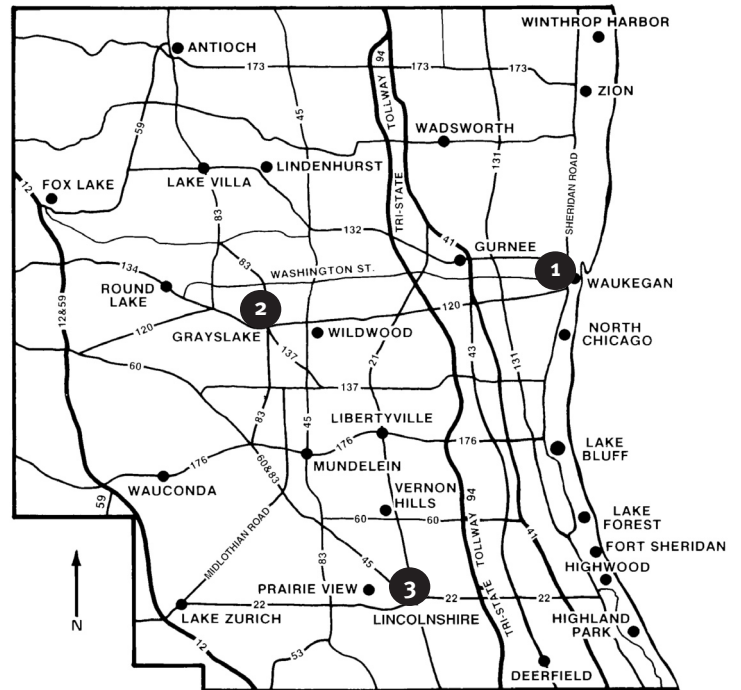 WINTHROP HARBOR
ANTIOCH
94
173
173
173
TOLLWAY
45
59
ZION
WADSWORTH
131
LINDENHURST
LAKE VILLA
FOX LAKE
12
TRI-STATE
SHERIDAN ROAD
83
132
41
GURNEE
83
1
WASHINGTON ST.
134
WAUKEGAN
ROUND
LAKE
2
120
12&59
120
GRAYSLAKE
WILDWOOD
NORTH
CHICAGO
137
21
43
131
60
137
83
45
LIBERTYVILLE
176
176
LAKE
BLUFF
MUNDELEIN
60&83
176
WAUCONDA
94
VERNON
HILLS
59
60
60
LAKE
FOREST
MIDLOTHIAN ROAD
41
FORT SHERIDAN
83
45
TRI-STATE TOLLWAY
HIGHWOOD
3
PRAIRIE VIEW
22
22
22
LAKE ZURICH
LINCOLNSHIRE
HIGHLAND
PARK
N
12
53
DEERFIELD